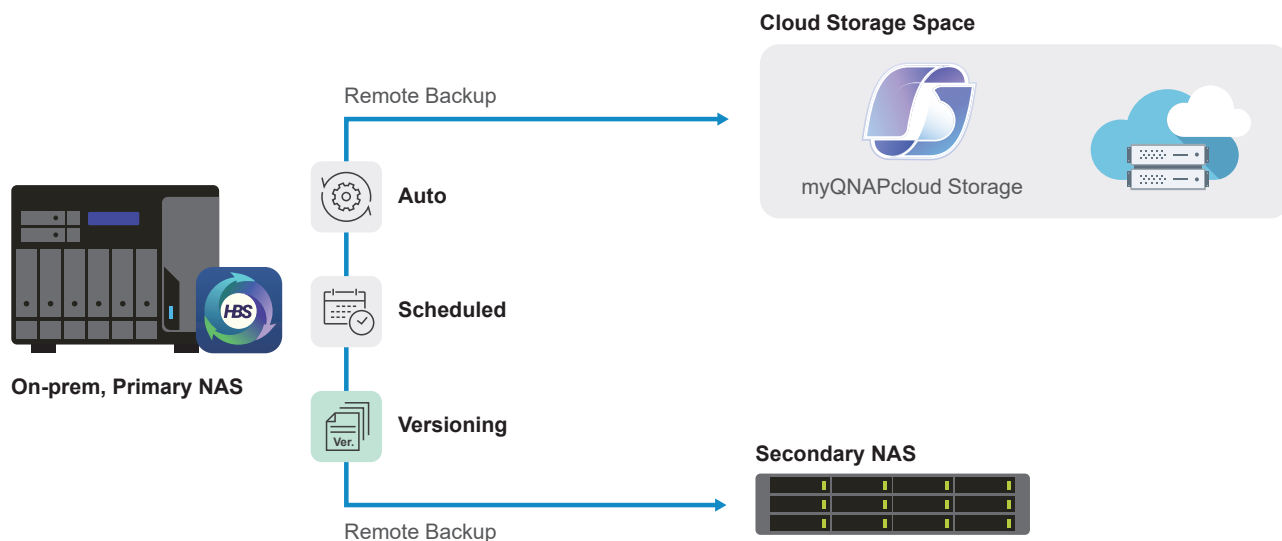 Cloud Storage Space
Remote Backup
myQNAPcloud Storage
Auto
HBS
Scheduled
On-prem, Primary NAS
Ver.
Versioning
Secondary NAS
Remote Backup